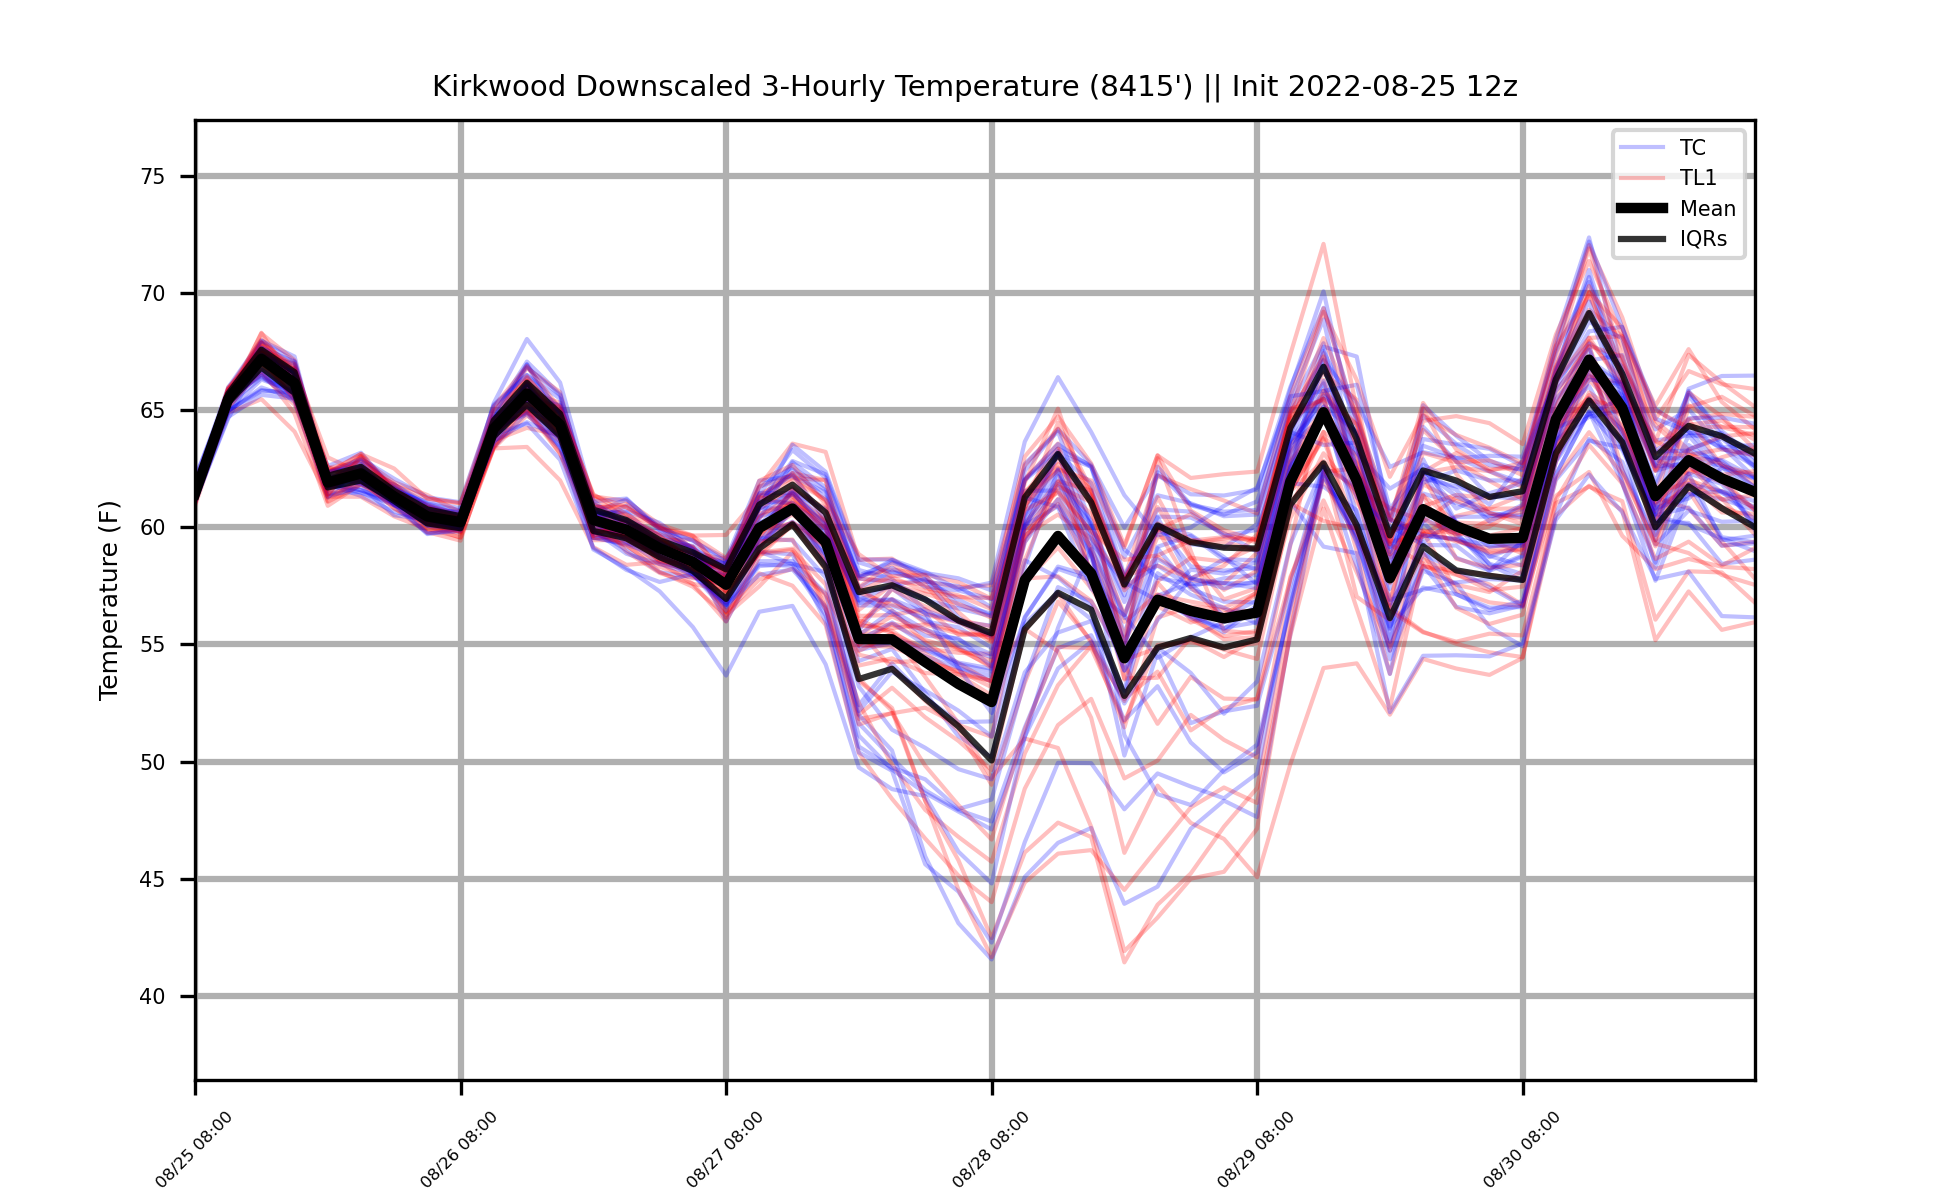 Kirkwood Downscaled 3-Hourly Temperature (8415') || Init 2022-08-25 12z
TC
TL1
Mean
IQRs
Temperature (F)
75
70
65
60
55
50
45
40
08/25 08:00
08/26 08:00
08/27 08:00
08/28 08:00
08/29 08:00
08/30 08:00